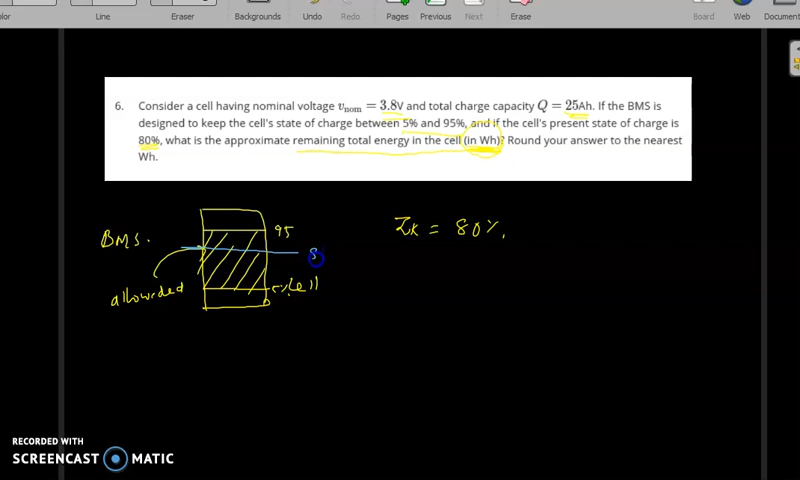 olor
Line
Eraser
Backgrounds
Undo
Redo
Pages
Previous
Next
Erase
Board
Web
Document
6. Consider a cell having nominal voltage vnom = 3.8V and total charge capacity Q = 25Ah. If the BMS is
designed to keep the cell's state of charge between 5% and 95%, and if the cell's present state of charge is
80%, what is the approximate remaining total energy in the cell (in Wh)? Round your answer to the nearest
Wh.
BMS.
95
Zk = 80%.
8
allowrded
cell
RECORDED WITH
SCREENCAST MATIC